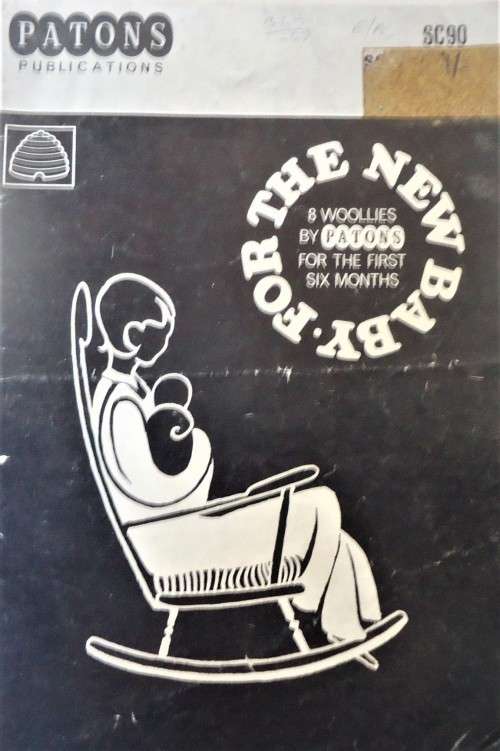 PATONS
PUBLICATIONS
SC90
FOR THE NEW BABY ·
8 WOOLLIES
BY PATONS
FOR THE FIRST
SIX MONTHS